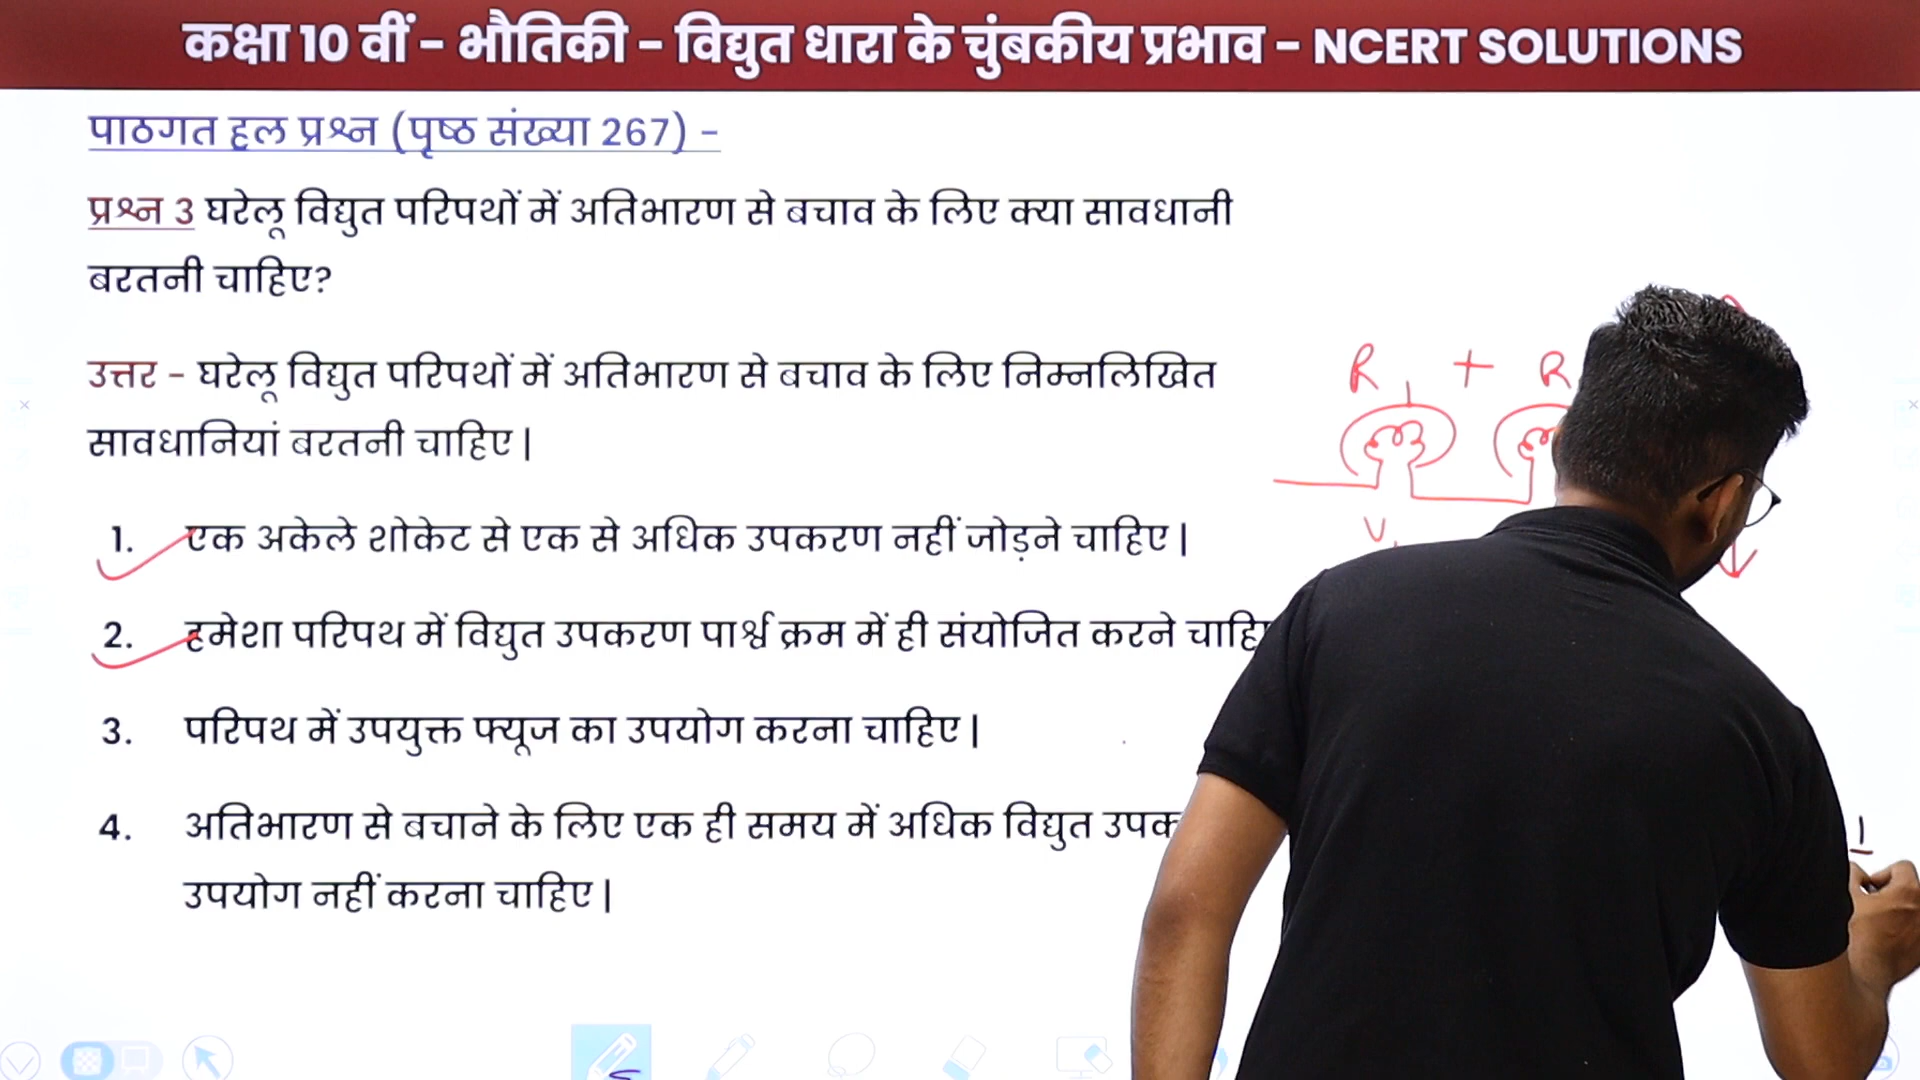 कक्षा 10 वीं - भौतिकी - विद्युत धारा के चुंबकीय प्रभाव - NCERT SOLUTIONS
पाठगत हल प्रश्न (पृष्ठ संख्या 267) -
प्रश्न 3 घरेलू विद्युत परिपथों में अतिभारण से बचाव के लिए क्या सावधानी
बरतनी चाहिए?
उत्तर - घरेलू विद्युत परिपथों में अतिभारण से बचाव के लिए निम्नलिखित
सावधानियां बरतनी चाहिए |
R + R
1. एक अकेले शोकेट से एक से अधिक उपकरण नहीं जोड़ने चाहिए |
V
2. हमेशा परिपथ में विद्युत उपकरण पार्श्व क्रम में ही संयोजित करने
3. परिपथ में उपयुक्त फ्यूज का उपयोग करना चाहिए |
4. अतिभारण से बचाने के लिए एक ही समय में अधिक विद्युत
1
उपयोग नहीं करना चाहिए |